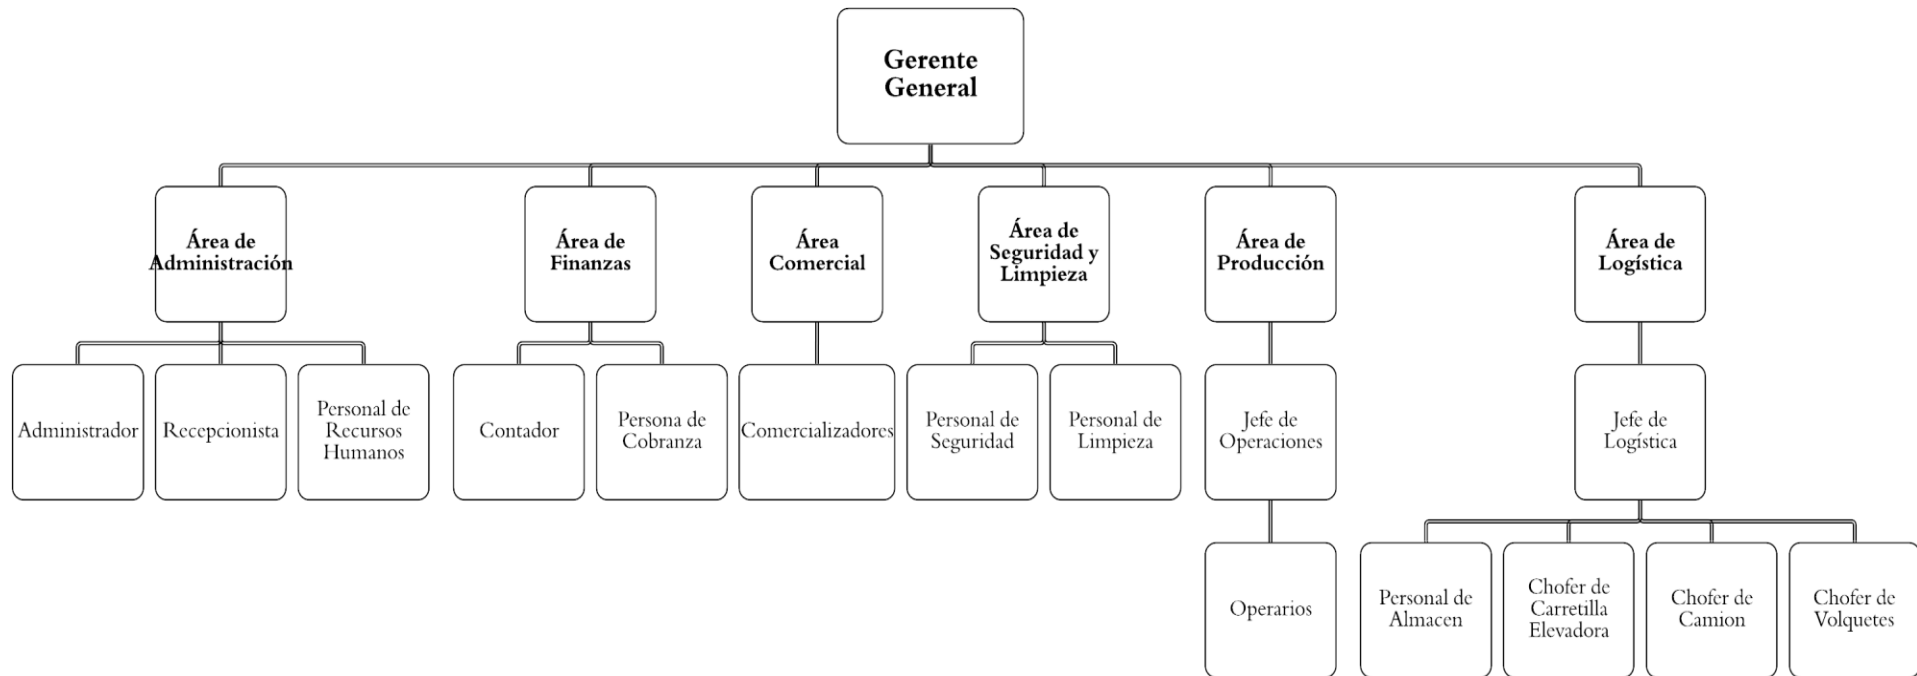 Gerente
General
Área de
Administración
Área de
Finanzas
Área
Comercial
Área de
Seguridad y
Limpieza
Área de
Producción
Área de
Logística
Administrador
Recepcionista
Personal de
Recursos
Humanos
Contador
Persona de
Cobranza
Comercializadores
Personal de
Seguridad
Personal de
Limpieza
Jefe de
Operaciones
Jefe de
Logística
Operarios
Personal de
Almacen
Chofer de
Carretilla
Elevadora
Chofer de
Camion
Chofer de
Volquetes